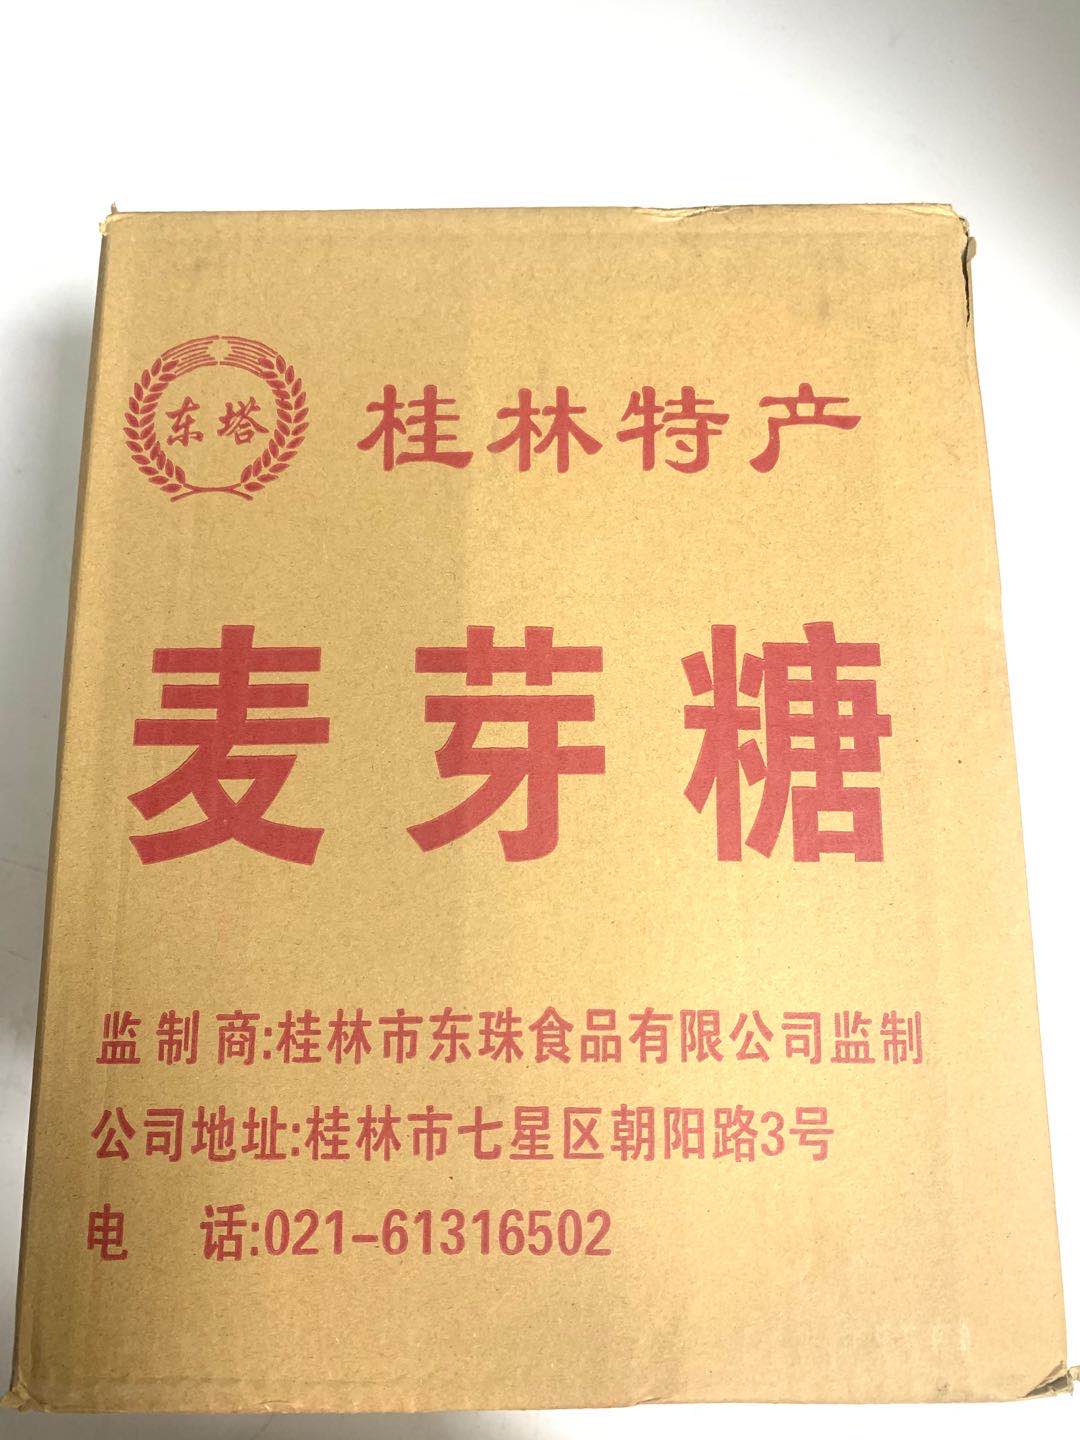 东塔
桂林特产
麦芽糖
监制商:桂林市东珠食品有限公司监制
公司地址:桂林市七星区朝阳路3号
电 话:021-61316502